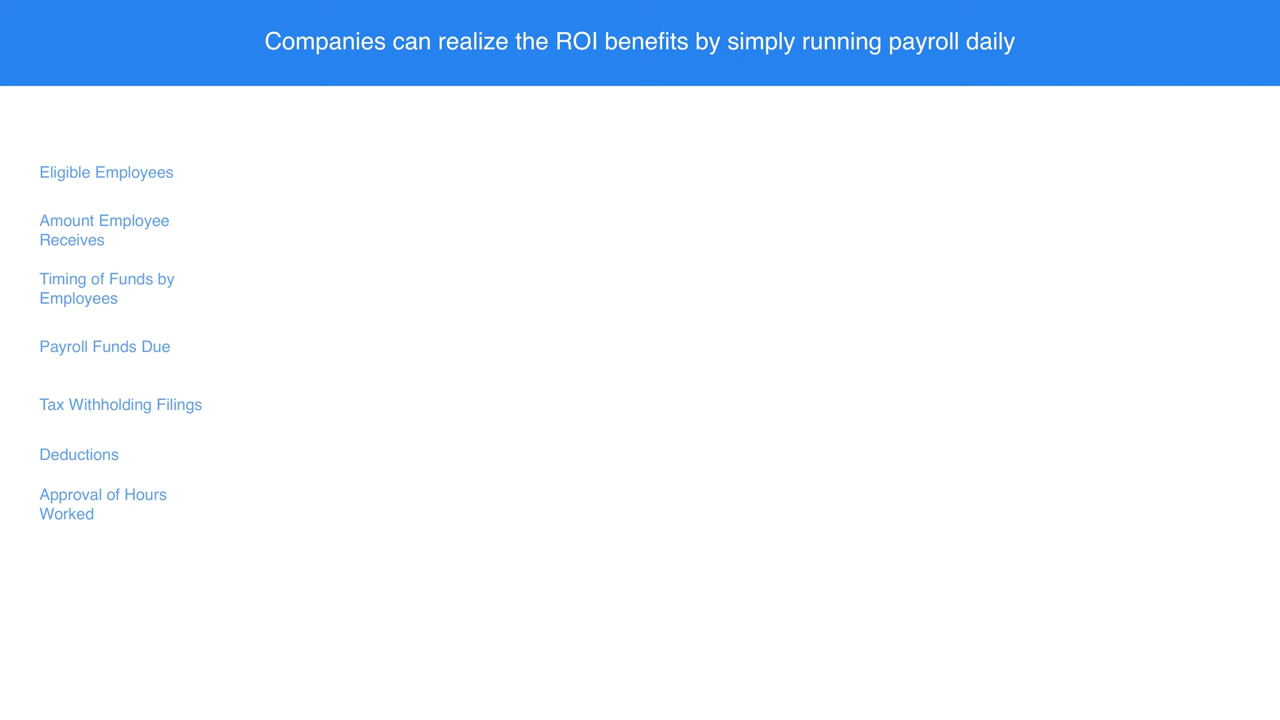 Companies can realize the ROI benefits by simply running payroll daily
Eligible Employees
Amount Employee
Receives
Timing of Funds by
Employees
Payroll Funds Due
Tax Withholding Filings
Deductions
Approval of Hours
Worked